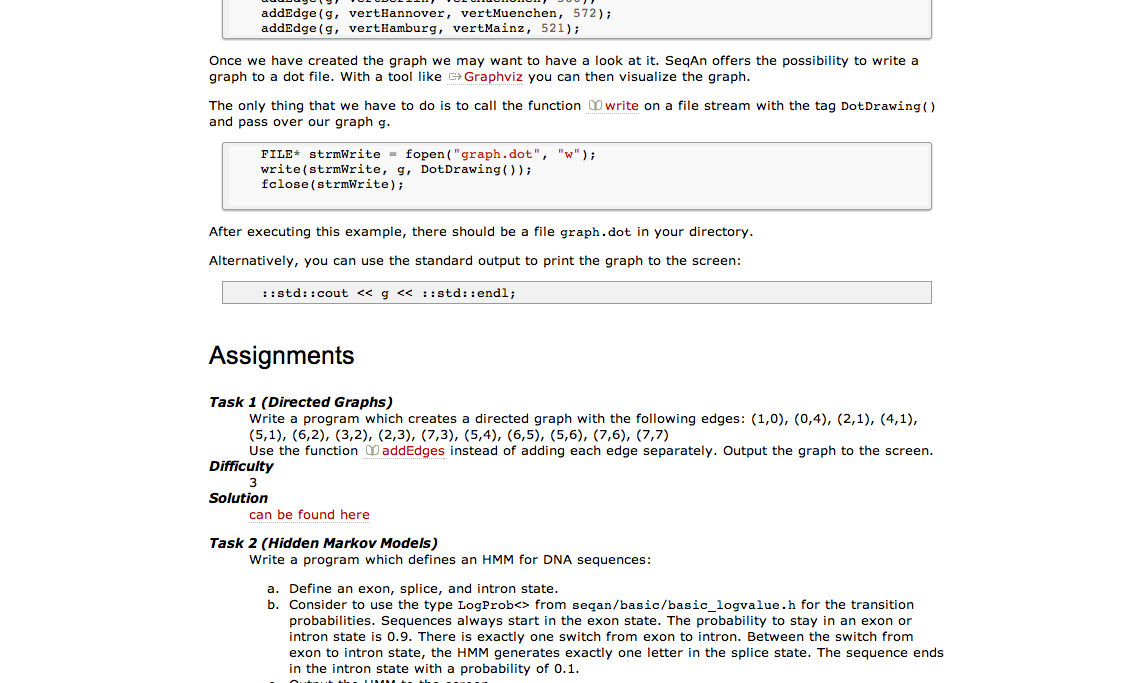 addEdge(g, vertHannover, vertMuenchen, 572);
addEdge(g, vertHamburg, vertMainz, 521);
Once we have created the graph we may want to have a look at it. SeqAn offers the possibility to write a
graph to a dot file. With a tool like Graphviz you can then visualize the graph.
The only thing that we have to do is to call the function write on a file stream with the tag DotDrawing()
and pass over our graph g.
FILE* strmWrite = fopen("graph.dot", "w");
write(strmWrite, g, DotDrawing());
fclose(strmWrite);
After executing this example, there should be a file graph.dot in your directory.
Alternatively, you can use the standard output to print the graph to the screen:
::std::cout << g << ::std::endl;
Assignments
Task 1 (Directed Graphs)
Write a program which creates a directed graph with the following edges: (1,0), (0,4), (2,1), (4,1),
(5,1), (6,2), (3,2), (2,3), (7,3), (5,4), (6,5), (5,6), (7,6), (7,7)
Use the function addEdges instead of adding each edge separately. Output the graph to the screen.
Difficulty
3
Solution
can be found here
Task 2 (Hidden Markov Models)
Write a program which defines an HMM for DNA sequences:
a. Define an exon, splice, and intron state.
b. Consider to use the type LogProb<> from seqan/basic/basic_logvalue.h for the transition
probabilities. Sequences always start in the exon state. The probability to stay in an exon or
intron state is 0.9. There is exactly one switch from exon to intron. Between the switch from
exon to intron state, the HMM generates exactly one letter in the splice state. The sequence ends
in the intron state with a probability of 0.1.